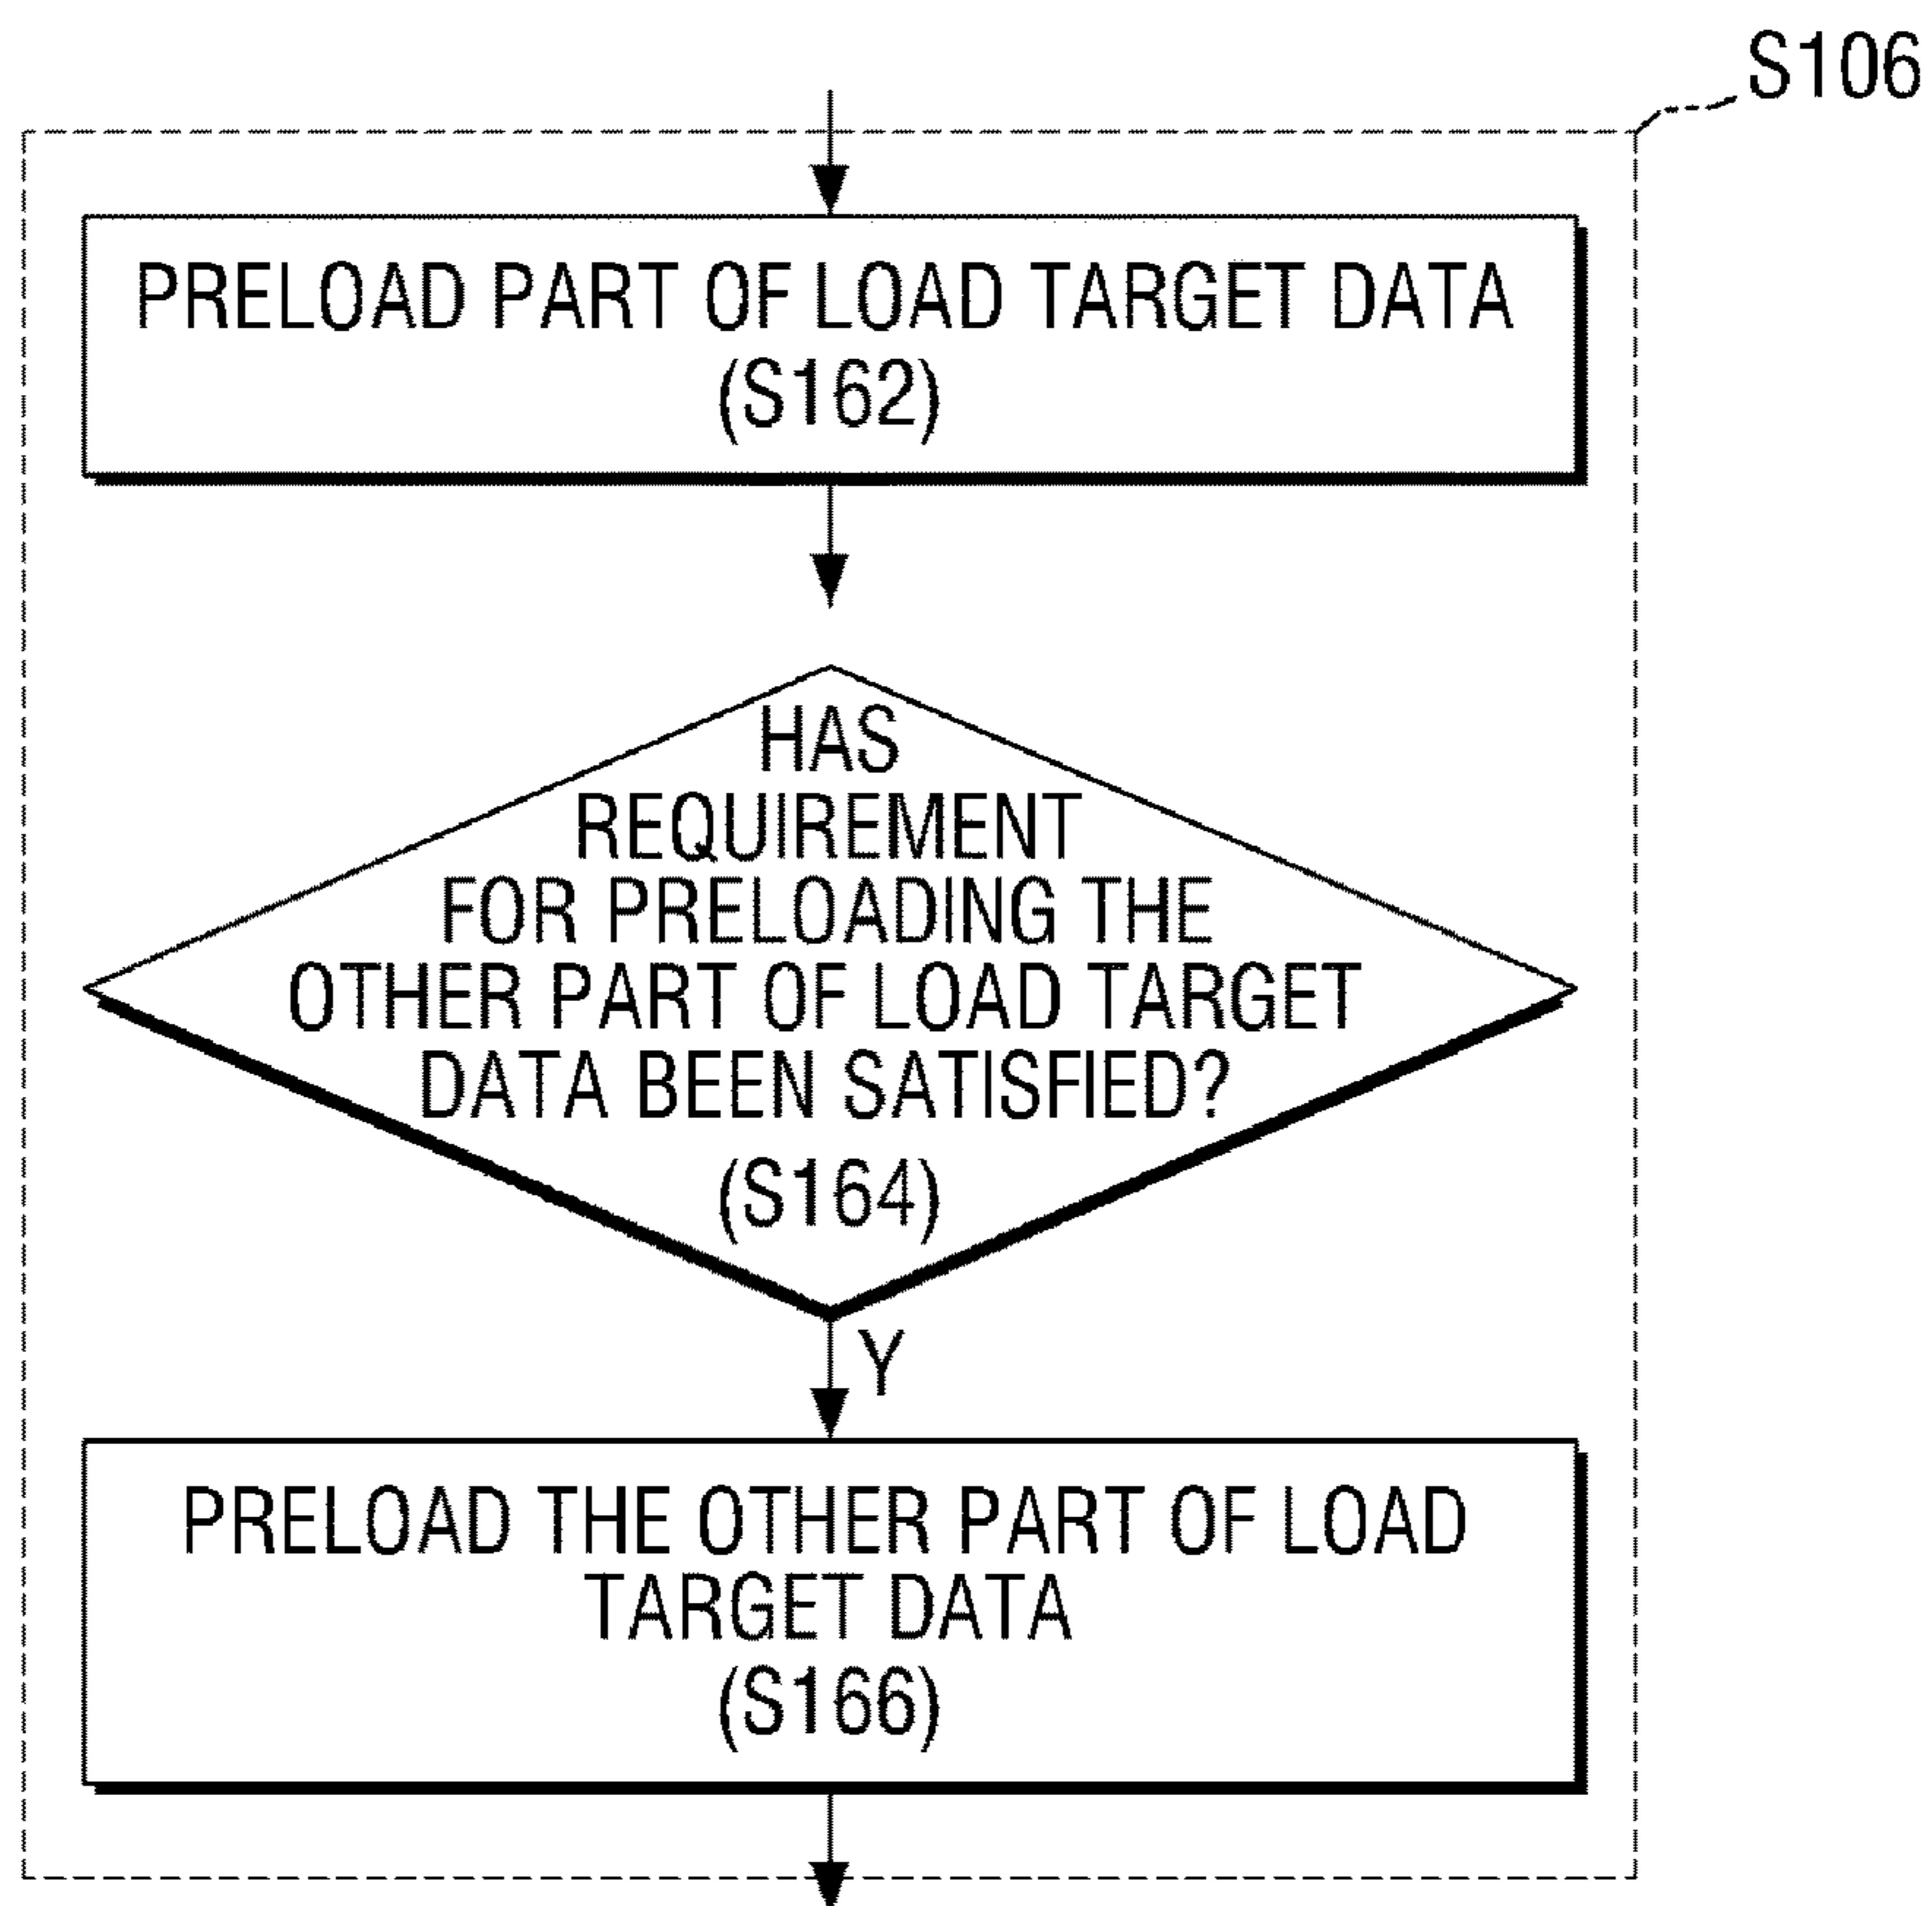 S106
PRELOAD PART OF LOAD TARGET DATA
(S162)
HAS
REQUIREMENT
FOR PRELOADING THE
OTHER PART OF LOAD TARGET
DATA BEEN SATISFIED?
(S164)
Y
PRELOAD THE OTHER PART OF LOAD
TARGET DATA
(S166)